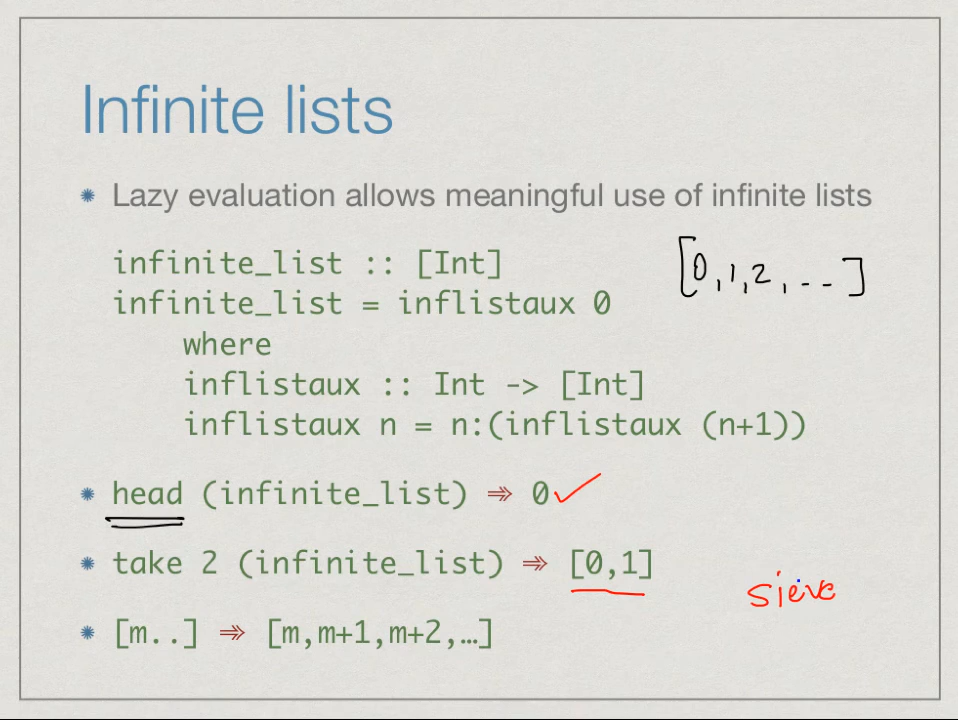 Infinite lists
Lazy evaluation allows meaningful use of infinite lists
infinite_list :: [Int]
[0,1,2,--]
infinite_list = inflistaux 0
where
inflistaux :: Int -> [Int]
inflistaux n = n:(inflistaux (n+1))
head (infinite_list) ⇛ 0 ✓
take 2 (infinite_list) ⇛ [0,1]
sieve
[m..] ⇛ [m,m+1,m+2,…]